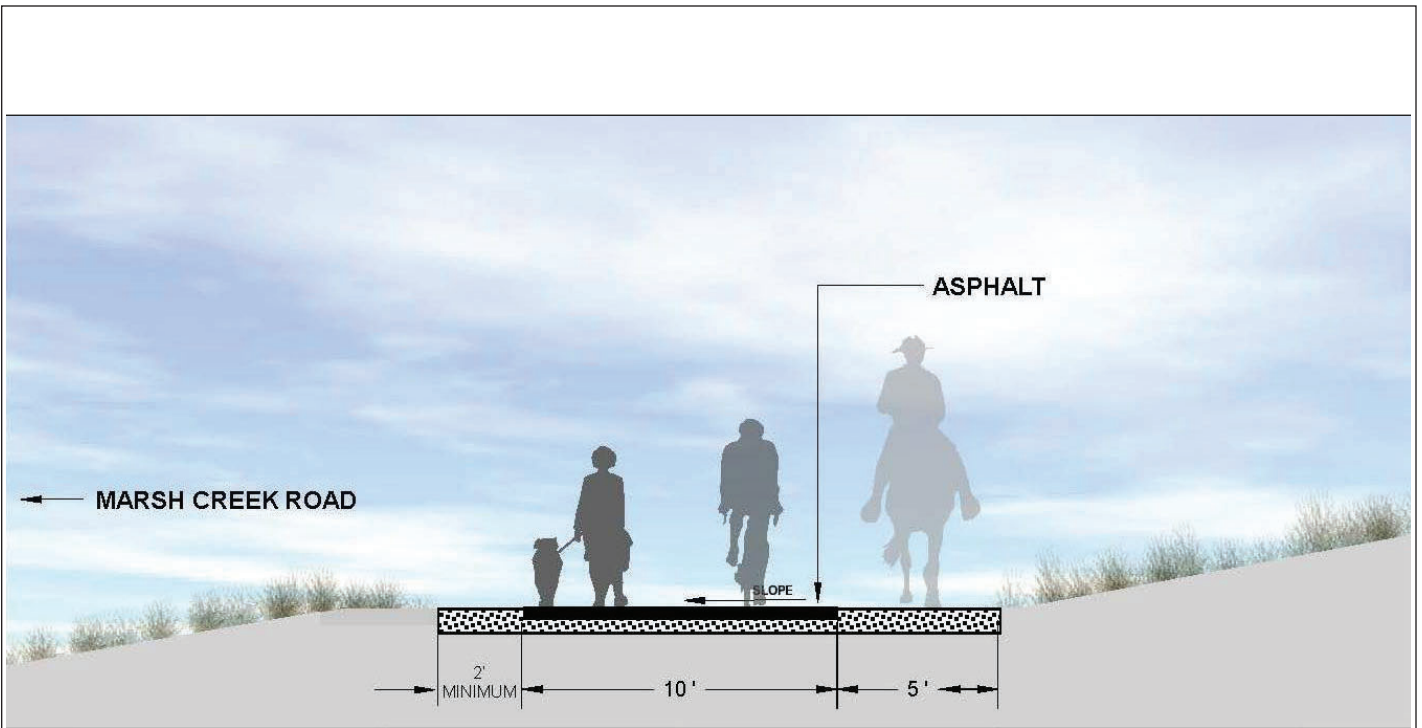 ASPHALT
MARSH CREEK ROAD
SLOPE
2'
MINIMUM
10'
5'